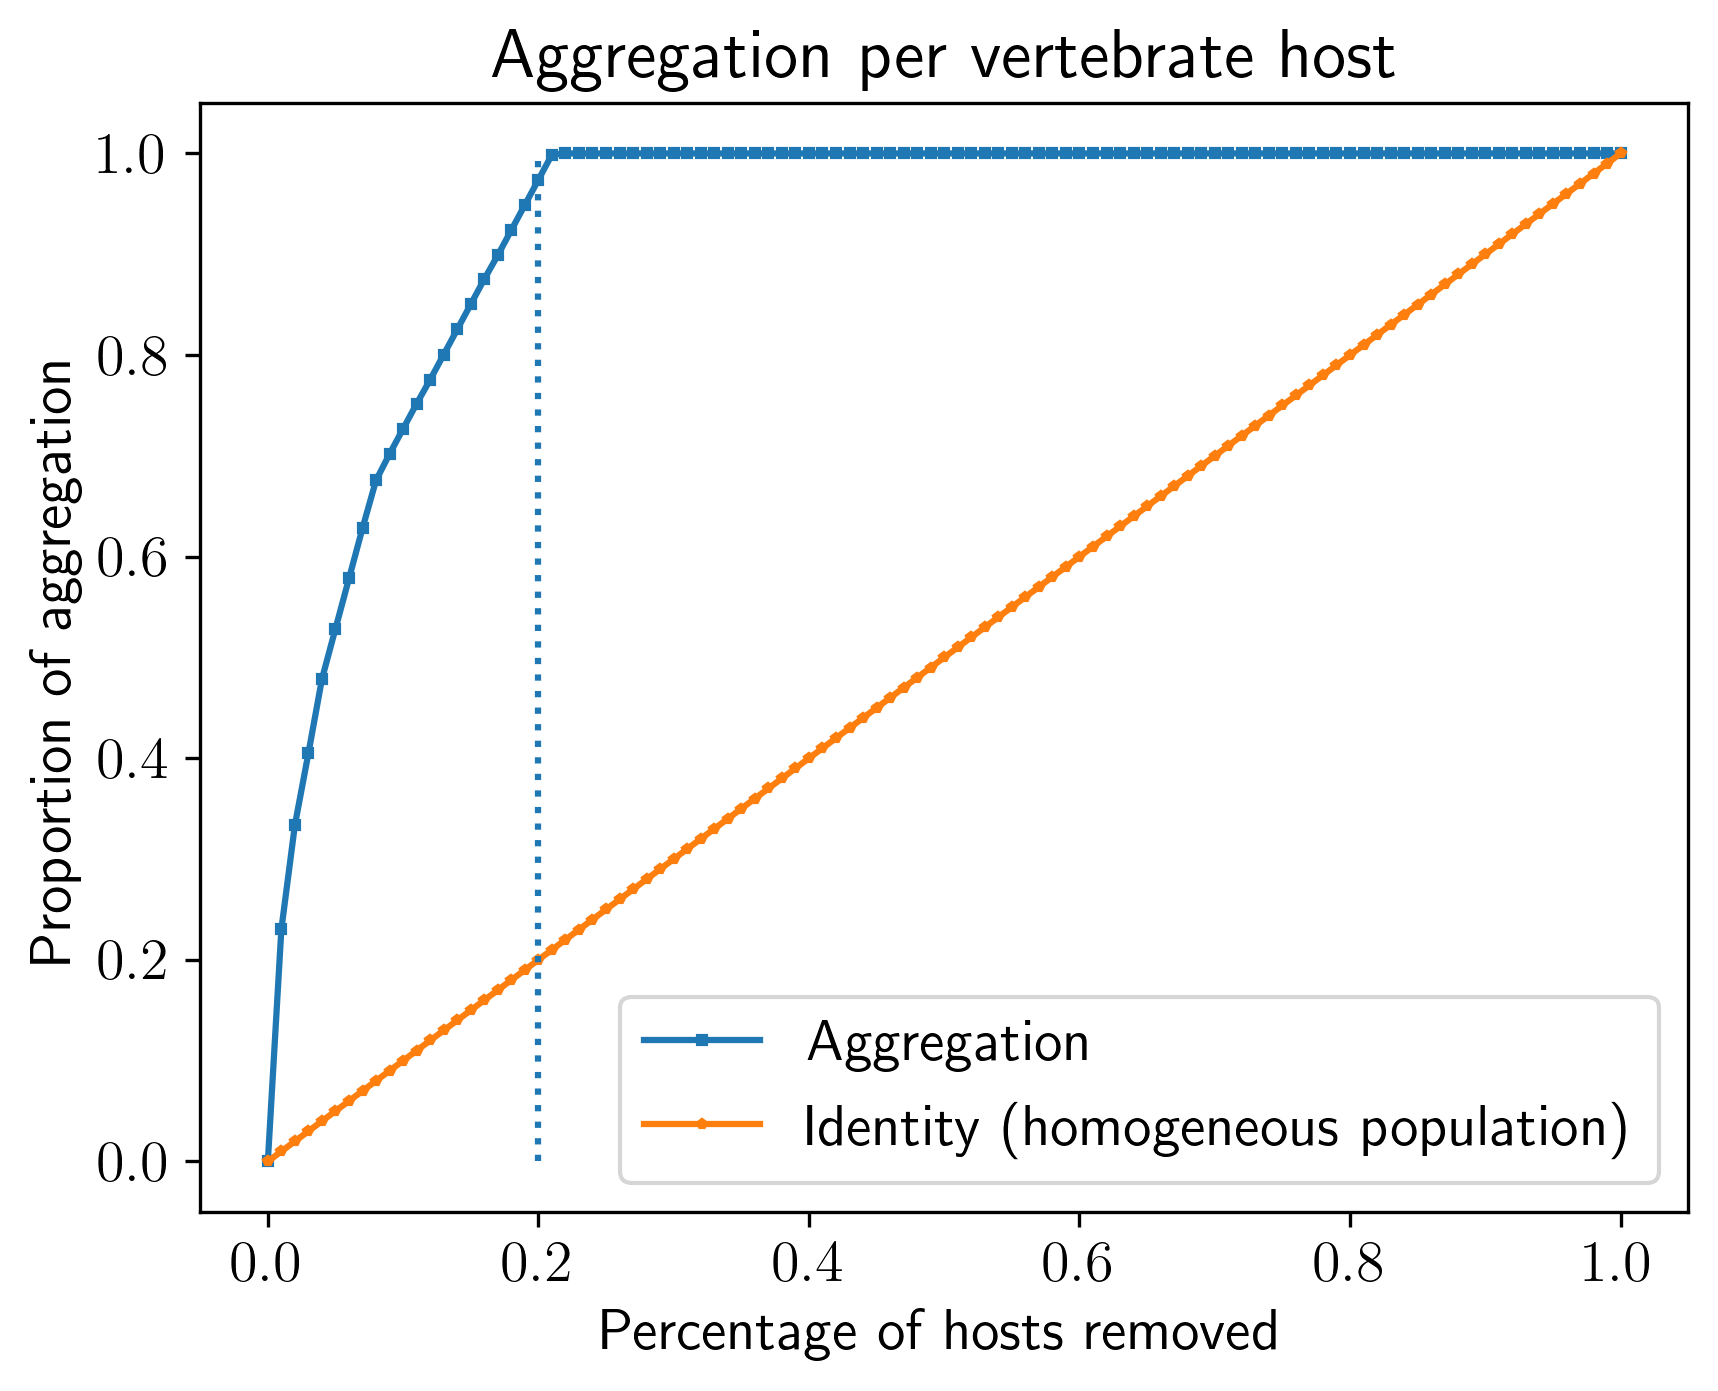 Aggregation per vertebrate host
Proportion of aggregation
1.0
0.8
0.6
0.4
0.2
0.0
Aggregation
Identity (homogeneous population)
0.0 0.2 0.4 0.6 0.8 1.0
Percentage of hosts removed